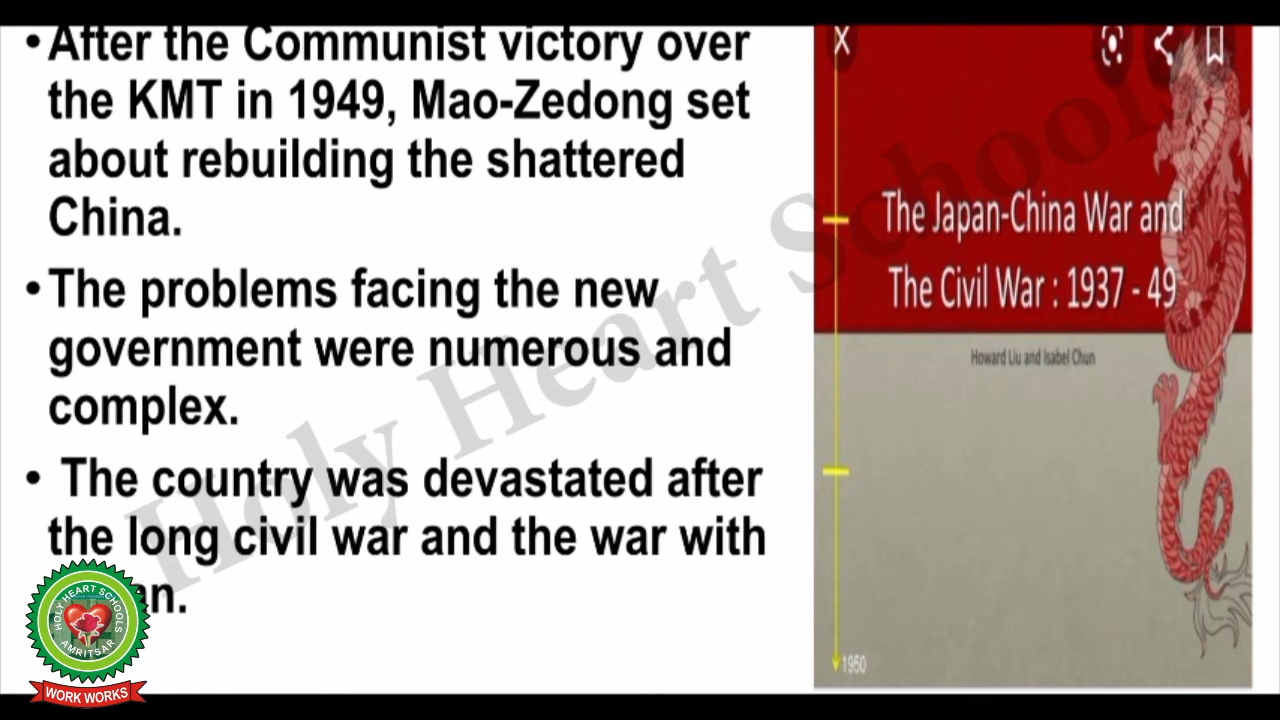 •After the Communist victory over
the KMT in 1949, Mao-Zedong set
about rebuilding the shattered
China.
•The problems facing the new
government were numerous and
complex.
• The country was devastated after
the long civil war and the war with
an.
The Japan-China War and
The Civil War : 1937 - 49
Howard Liu and Isabel Chun
1950
Holy Heart Schools
HOLY HEART SCHOOLS
AMRITSAR
WORK WORKS